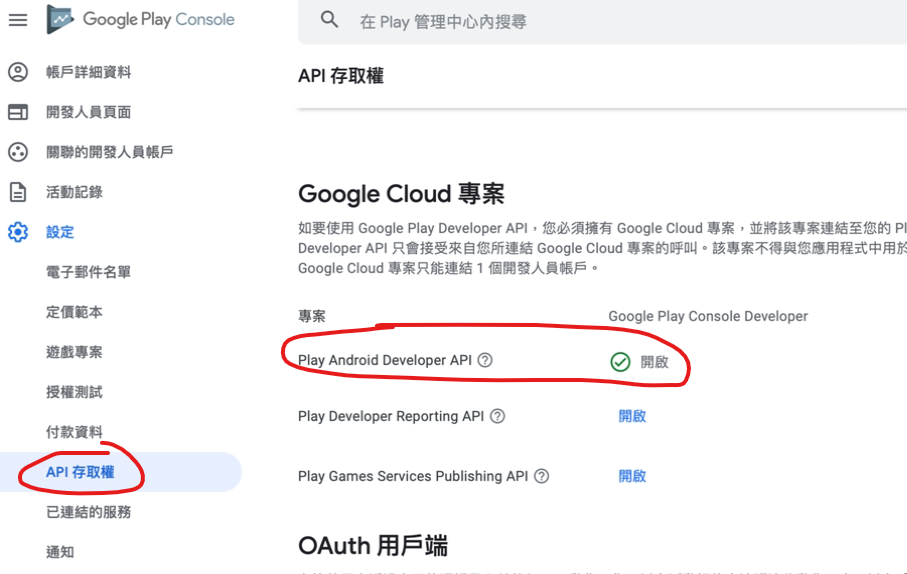 Google Play Console
在 Play 管理中心內搜尋
帳戶詳細資料
開發人員頁面
關聯的開發人員帳戶
活動記錄
設定
電子郵件名單
定價範本
遊戲專案
授權測試
付款資料
API 存取權
已連結的服務
通知
API 存取權
Google Cloud 專案
如要使用 Google Play Developer API，您必須擁有 Google Cloud 專案，並將該專案連結至您的 Pl
Developer API 只會接受來自您所連結 Google Cloud 專案的呼叫。該專案不得與您應用程式中用於
Google Cloud 專案只能連結 1 個開發人員帳戶。
專案 Google Play Console Developer
Play Android Developer API 開啟
Play Developer Reporting API 開啟
Play Games Services Publishing API 開啟
OAuth 用戶端